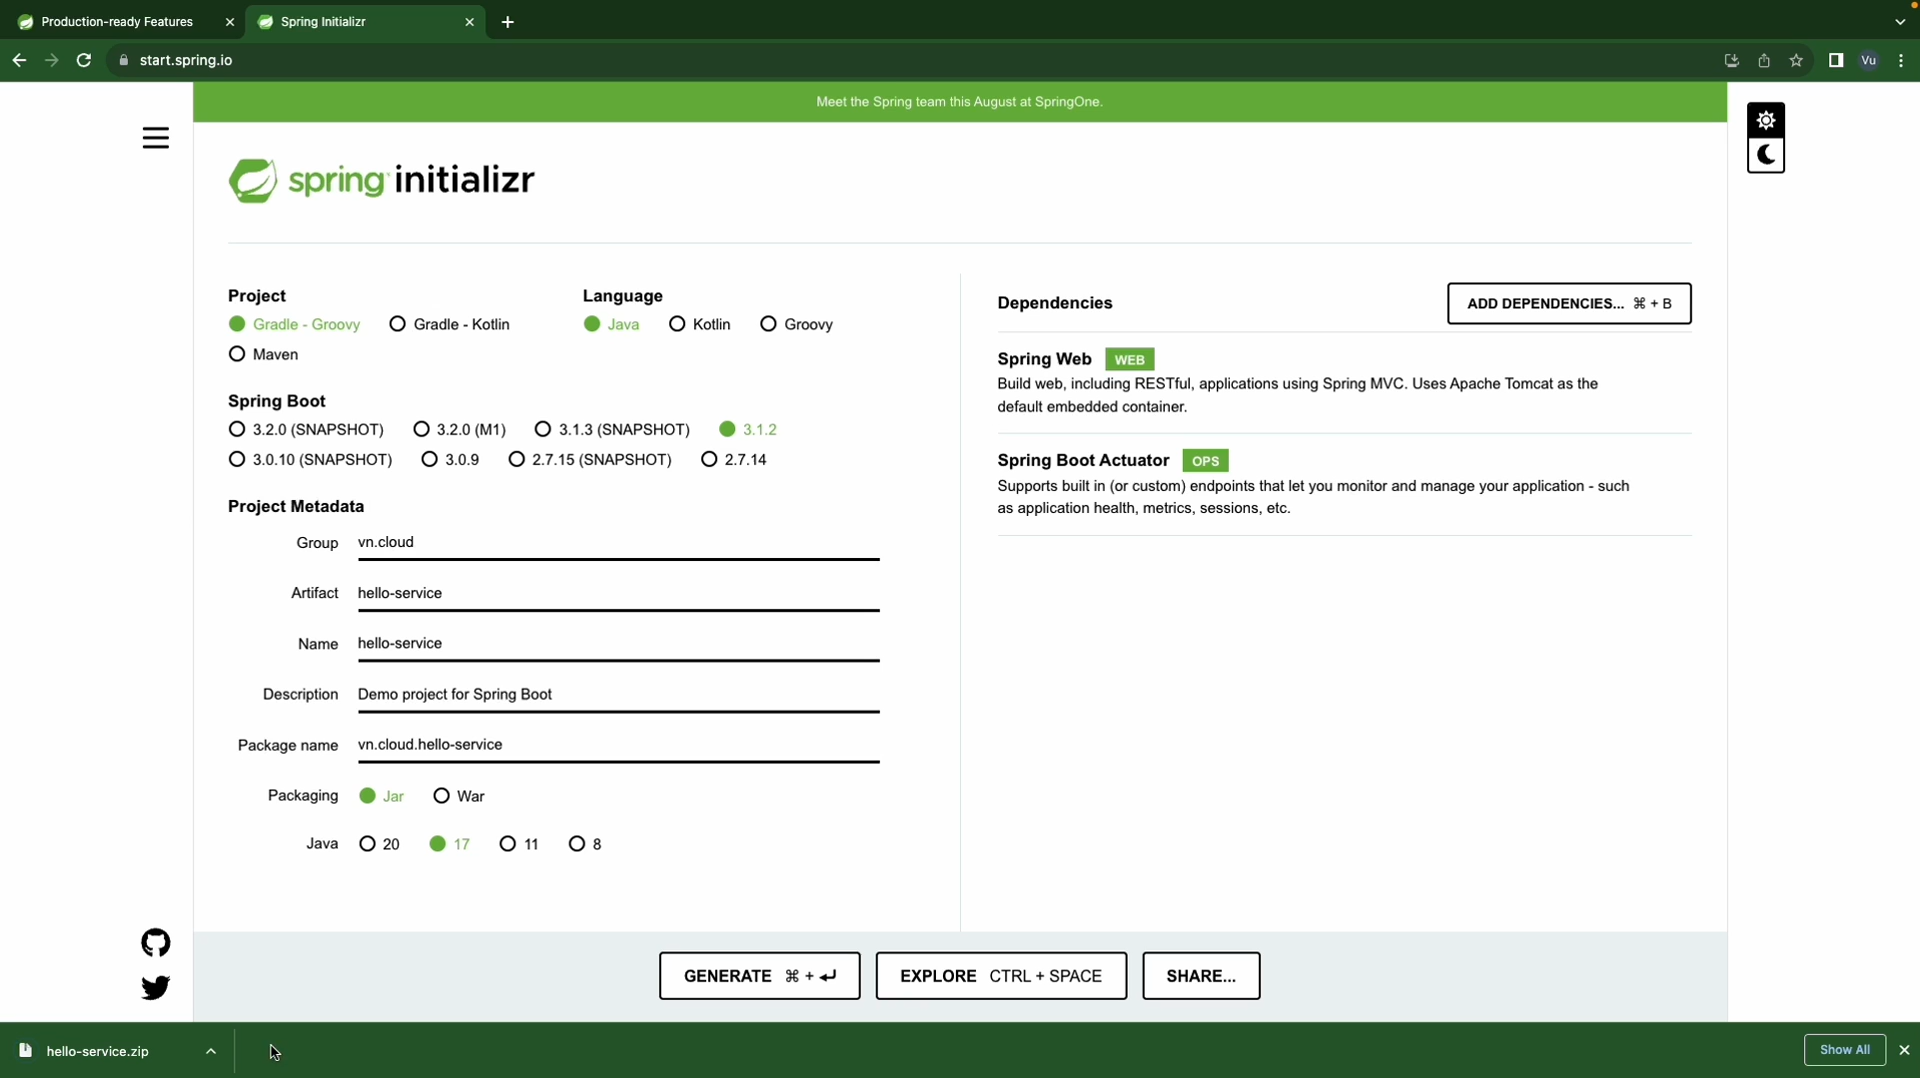 Production-ready Features
Spring Initializr
start.spring.io
Vu
Meet the Spring team this August at SpringOne.
spring initializr
Project
Gradle - Groovy
Gradle - Kotlin
Maven
Language
Java
Kotlin
Groovy
Spring Boot
3.2.0 (SNAPSHOT)
3.2.0 (M1)
3.1.3 (SNAPSHOT)
3.1.2
3.0.10 (SNAPSHOT)
3.0.9
2.7.15 (SNAPSHOT)
2.7.14
Project Metadata
Group vn.cloud
Artifact hello-service
Name hello-service
Description Demo project for Spring Boot
Package name vn.cloud.hello-service
Packaging Jar War
Java 20 17 11 8
Dependencies
ADD DEPENDENCIES... ⌘ + B
Spring Web WEB
Build web, including RESTful, applications using Spring MVC. Uses Apache Tomcat as the
default embedded container.
Spring Boot Actuator OPS
Supports built in (or custom) endpoints that let you monitor and manage your application - such
as application health, metrics, sessions, etc.
GENERATE ⌘ + ↵
EXPLORE CTRL + SPACE
SHARE...
hello-service.zip
Show All